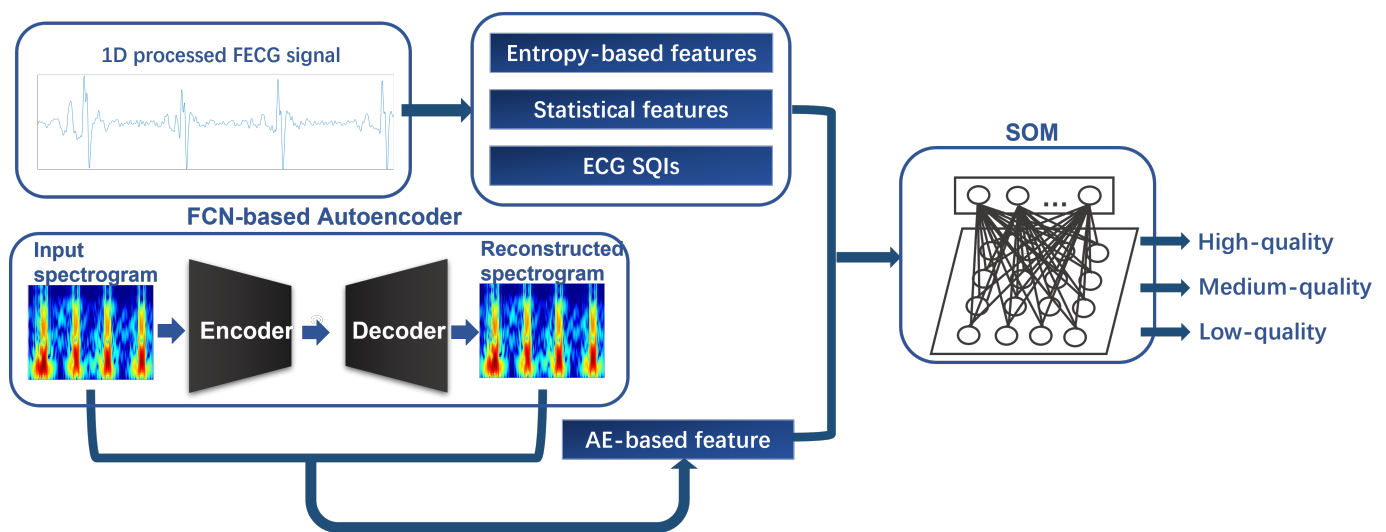 1D processed FECG signal
Entropy-based features
Statistical features
ECG SQIs
FCN-based Autoencoder
Input
spectrogram
Encoder
Decoder
Reconstructed
spectrogram
AE-based feature
SOM
...
High-quality
Medium-quality
Low-quality